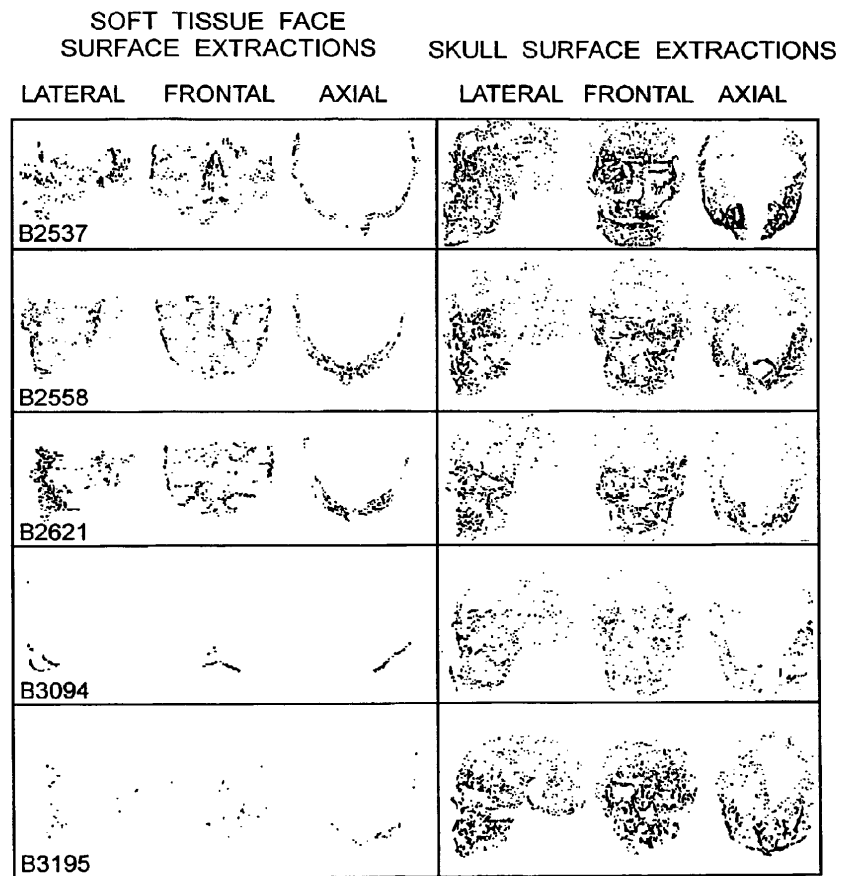 SOFT TISSUE FACE
SURFACE EXTRACTIONS
SKULL SURFACE EXTRACTIONS
LATERAL FRONTAL AXIAL
LATERAL FRONTAL AXIAL
B2537
B2558
B2621
B3094
B3195